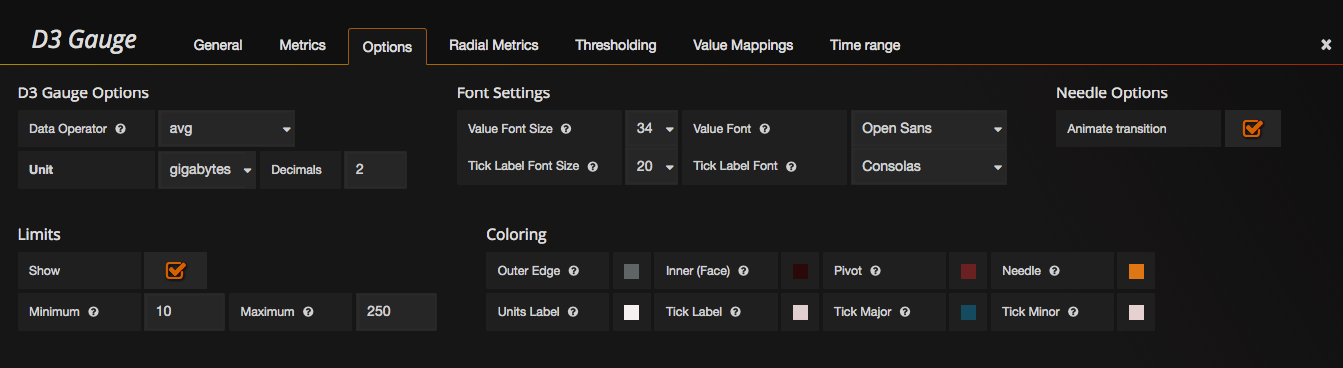 D3 Gauge General Metrics Options Radial Metrics Thresholding Value Mappings Time range
D3 Gauge Options
Data Operator avg
Unit gigabytes Decimals 2
Font Settings
Value Font Size 34 Value Font Open Sans
Tick Label Font Size 20 Tick Label Font Consolas
Needle Options
Animate transition
Limits
Show
Minimum 10 Maximum 250
Coloring
Outer Edge Inner (Face) Pivot Needle
Units Label Tick Label Tick Major Tick Minor